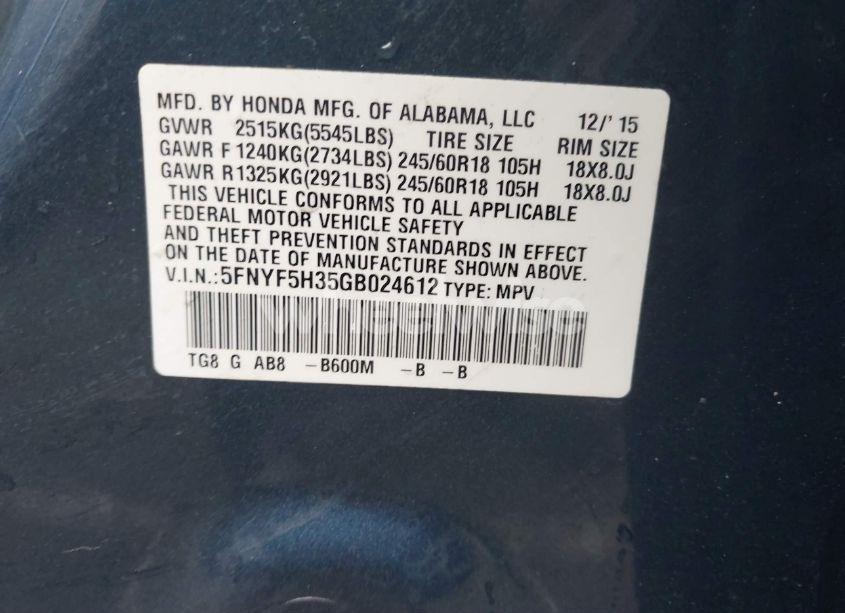 MFD. BY HONDA MFG. OF ALABAMA, LLC 12/' 15
GVWR 2515KG(5545LBS) TIRE SIZE RIM SIZE
GAWR F 1240KG(2734LBS) 245/60R18 105H 18X8.0J
GAWR R1325KG(2921LBS) 245/60R18 105H 18X8.0J
THIS VEHICLE CONFORMS TO ALL APPLICABLE
FEDERAL MOTOR VEHICLE SAFETY
AND THEFT PREVENTION STANDARDS IN EFFECT
ON THE DATE OF MANUFACTURE SHOWN ABOVE.
V.I.N.:5FNYF5H35GB024612 TYPE: MPV
wheelwise
TG8 G AB8 -B600M -B -B